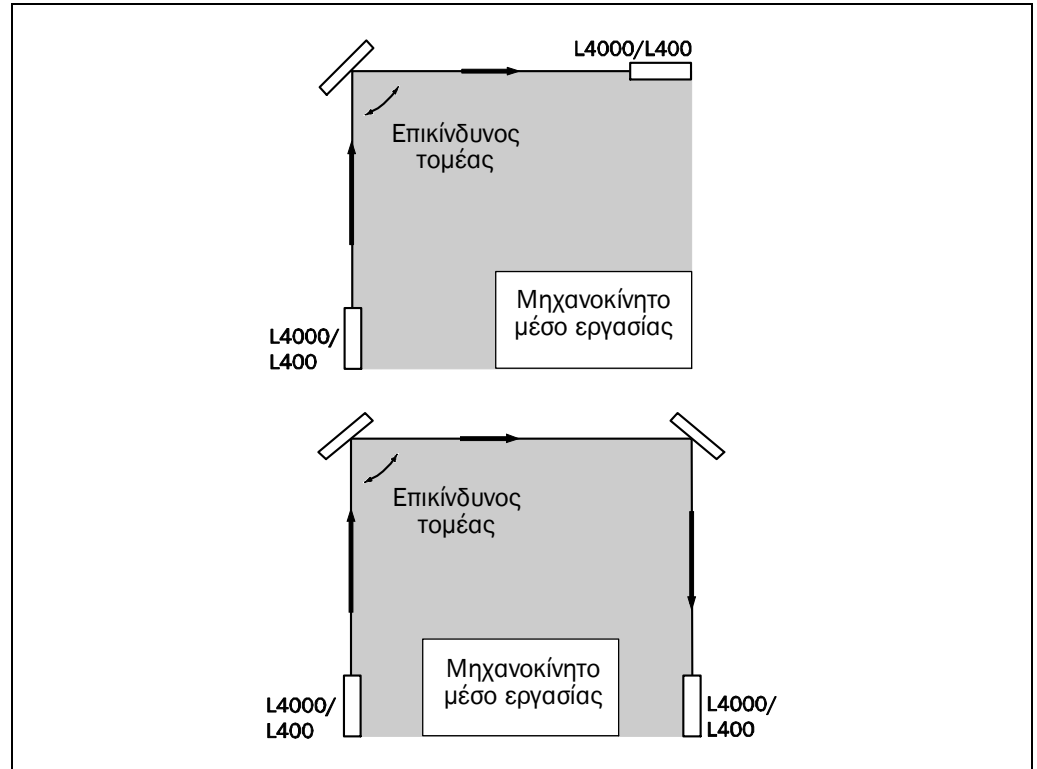 L4000/L400
Επικίνδυνος
τομέας
Μηχανοκίνητο
μέσο εργασίας
L4000/
L400
Επικίνδυνος
τομέας
Μηχανοκίνητο
μέσο εργασίας
L4000/
L400
L4000/
L400